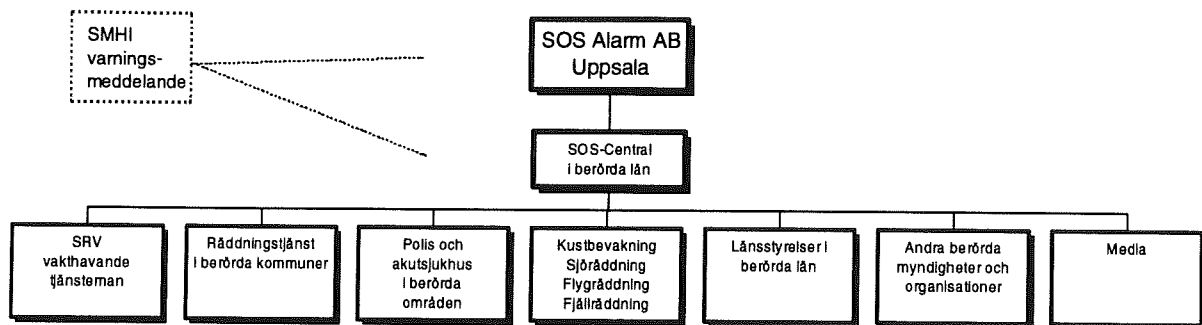 SMHI
varnings-
meddelande
SOS Alarm AB
Uppsala
SOS-Central
i berörda län
SRV
vakthavande
tjänsteman
Räddningstjänst
i berörda kommuner
Polis och
akutsjukhus
i berörda
områden
Kustbevakning
Sjöräddning
Flygräddning
Fjällräddning
Länsstyrelser i
berörda län
Andra berörda
myndigheter och
organisationer
Media